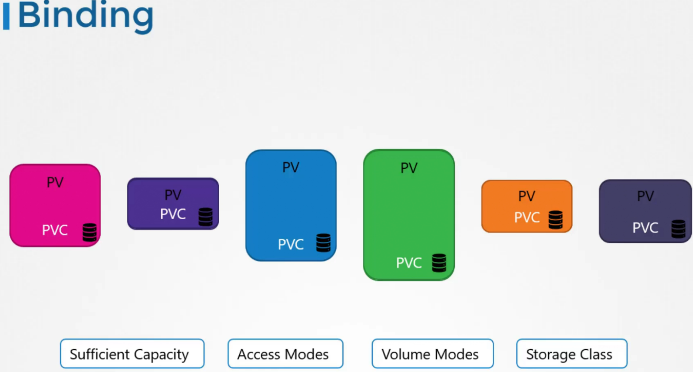 Binding
PV
PVC
PV
PVC
PV
PVC
PV
PVC
PV
PVC
PV
PVC
Sufficient Capacity
Access Modes
Volume Modes
Storage Class